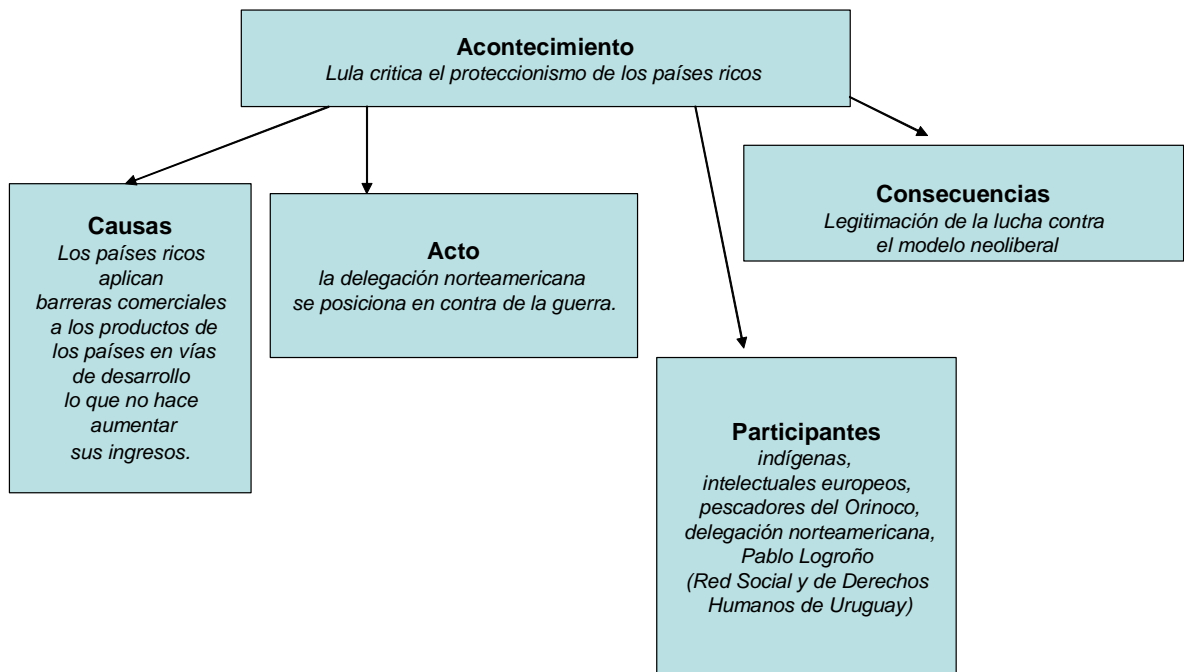 Acontecimiento
Lula critica el proteccionismo de los países ricos
Causas
Los países ricos
aplican
barreras comerciales
a los productos de
los países en vías
de desarrollo
lo que no hace
aumentar
sus ingresos.
Acto
la delegación norteamericana
se posiciona en contra de la guerra.
Participantes
indígenas,
intelectuales europeos,
pescadores del Orinoco,
delegación norteamericana,
Pablo Logroño
(Red Social y de Derechos
Humanos de Uruguay)
Consecuencias
Legitimación de la lucha contra
el modelo neoliberal